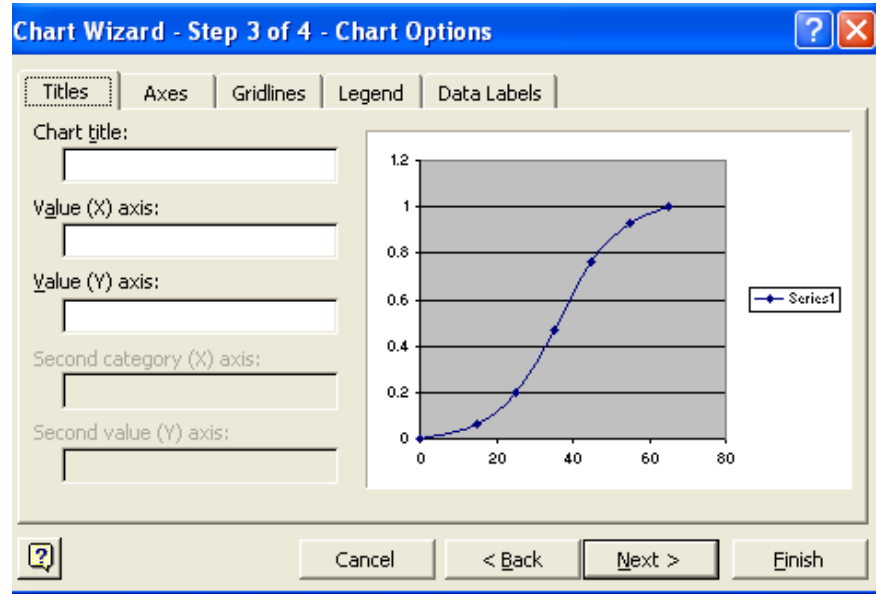 Chart Wizard - Step 3 of 4 - Chart Options
Titles Axes Gridlines Legend Data Labels
Chart title:
Value (X) axis:
Value (Y) axis:
Second category (X) axis:
Second value (Y) axis:
1.2
1
0.8
0.6
0.4
0.2
0
0 20 40 60 80
Series1
Cancel < Back Next > Finish